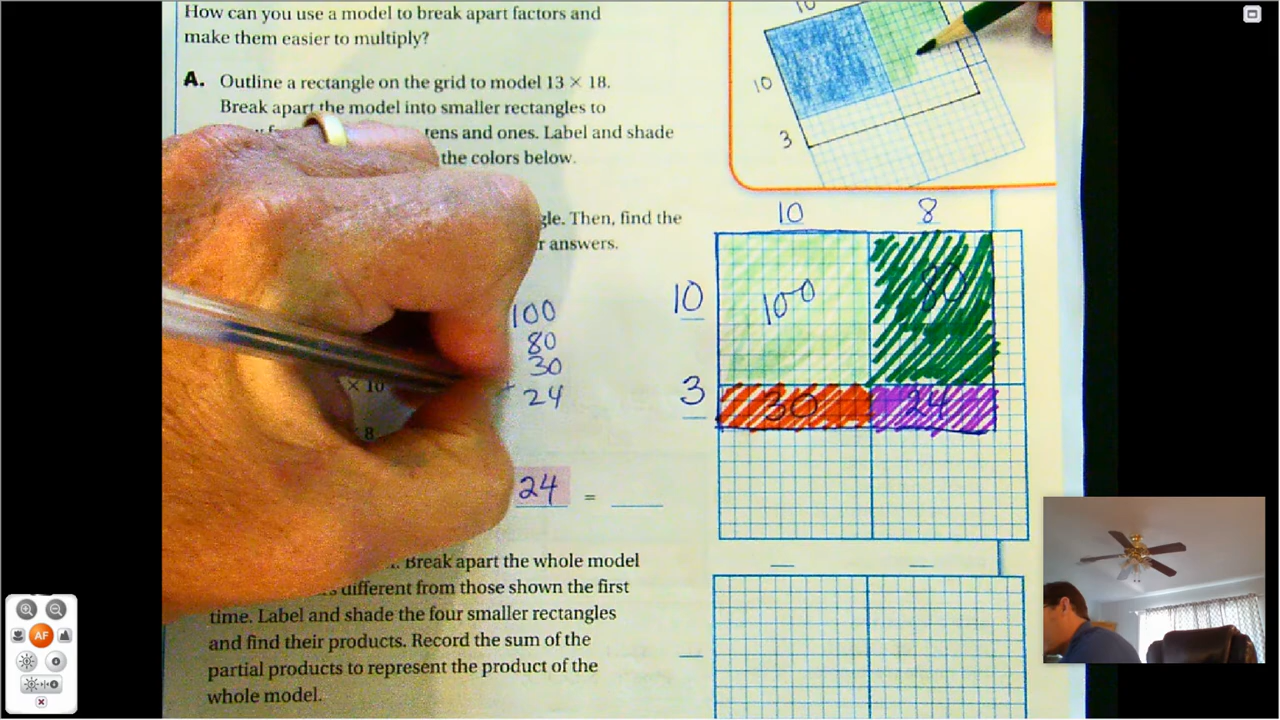 How can you use a model to break apart factors and
make them easier to multiply?
10
10
3
A. Outline a rectangle on the grid to model 13 × 18.
Break apart the model into smaller rectangles to
tens and ones. Label and shade
the colors below.
Then, find the
answers.
100
80
30
+ 24
× 10
8
24 =
10 8
10 100 80
3 30 24
Break apart the whole model
different from those shown the first
time. Label and shade the four smaller rectangles
and find their products. Record the sum of the
partial products to represent the product of the
whole model.
AF